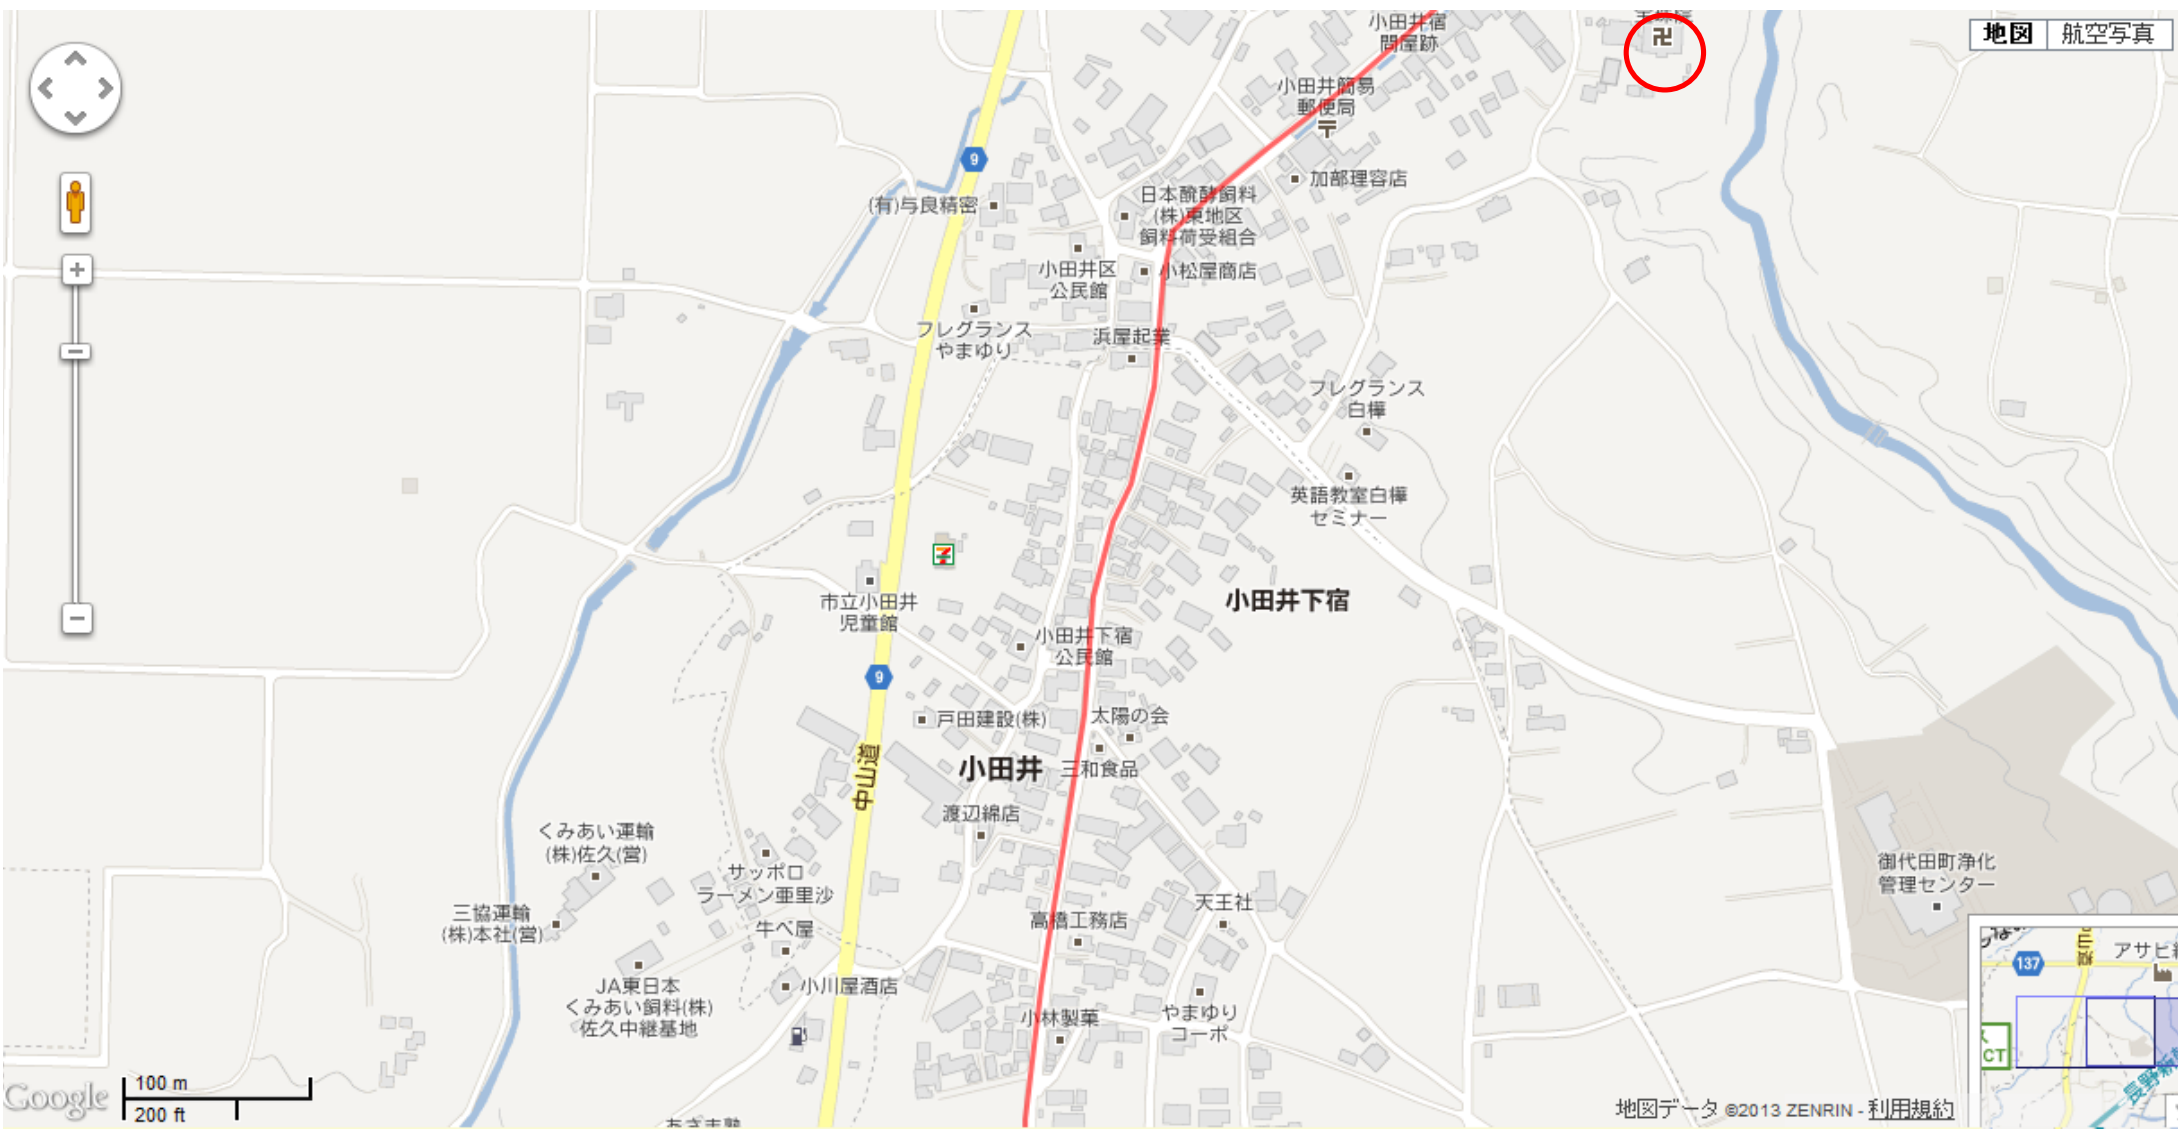 小田井宿
問屋跡
地図
航空写真
小田井簡易
郵便局
9
加部理容店
(有)与良精密
日本醗酵飼料
(株)東地区
飼料荷受組合
小田井区
公民館
小松屋商店
フレグランス
やまゆり
浜屋起業
フレグランス
白樺
英語教室白樺
セミナー
7
市立小田井
児童館
小田井下宿
小田井下宿
公民館
9
戸田建設(株)
太陽の会
中山道
小田井
三和食品
渡辺綿店
くみあい運輸
(株)佐久(営)
サッポロ
ラーメン亜里沙
御代田町浄化
管理センター
三協運輸
(株)本社(営)
牛べ屋
高橋工務店
天王社
アサヒ
137
JA東日本
くみあい飼料(株)
佐久中継基地
小川屋酒店
小林製菓
やまゆり
コーポ
CT
Google
100 m
200 ft
地図データ ©2013 ZENRIN - 利用規約